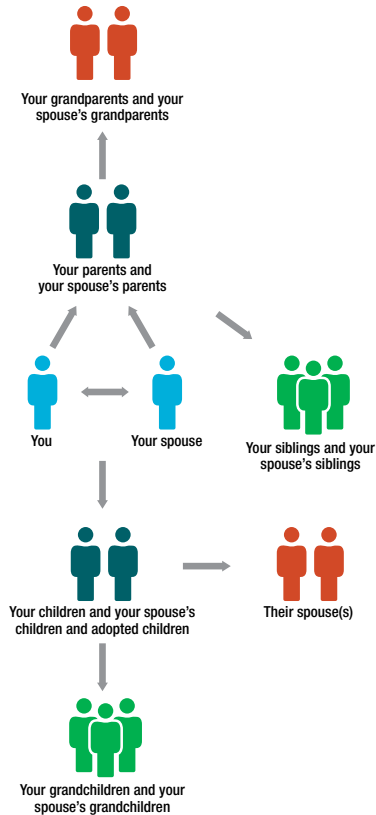 Your grandparents and your
spouse's grandparents
Your parents and
your spouse's parents
You
Your spouse
Your siblings and your
spouse's siblings
Your children and your spouse's
children and adopted children
Their spouse(s)
Your grandchildren and your
spouse's grandchildren